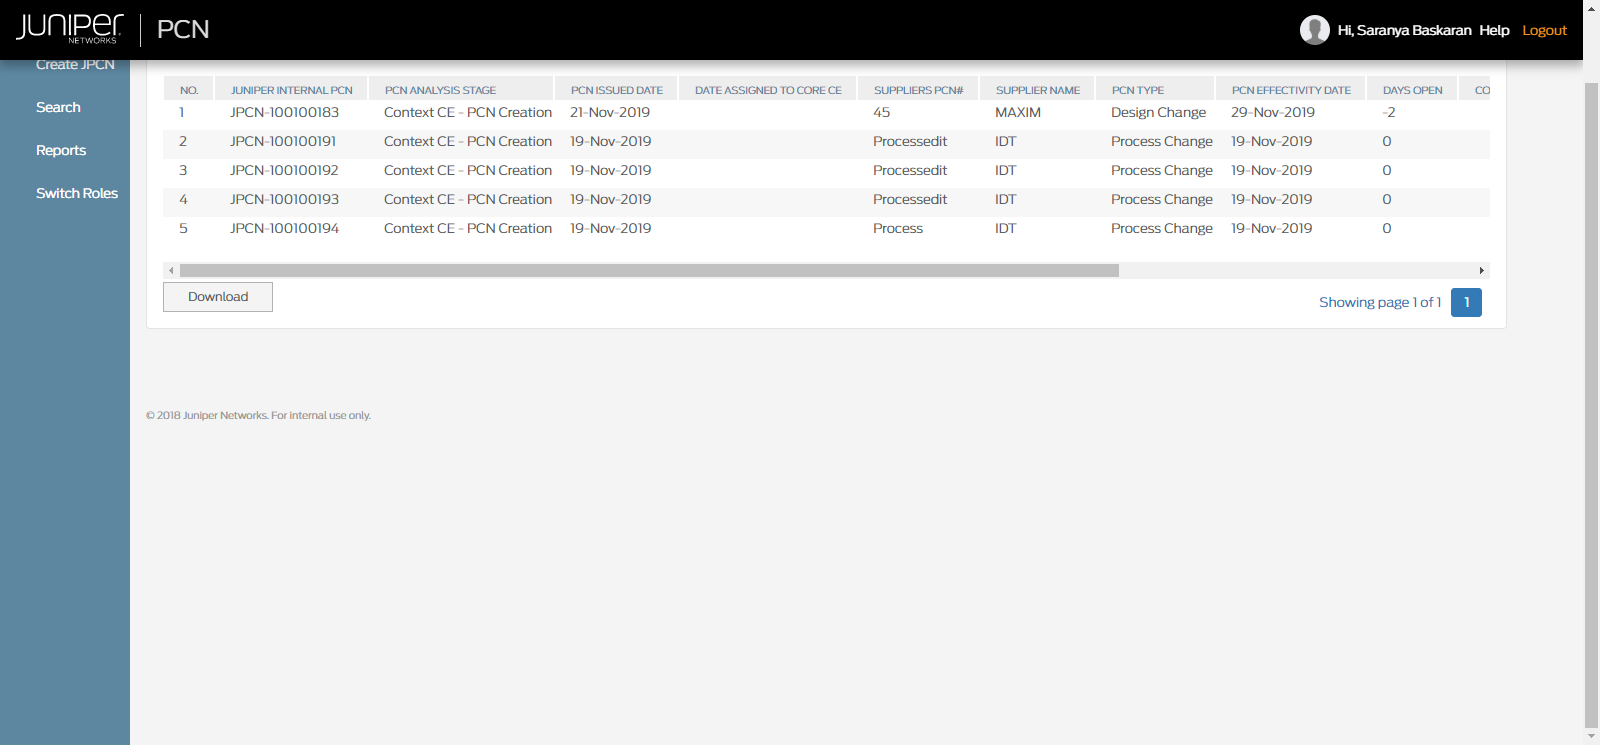 JUNIPER NETWORKS PCN Hi, Saranya Baskaran Help Logout
Create JPCN
Search
Reports
Switch Roles
NO. JUNIPER INTERNAL PCN PCN ANALYSIS STAGE PCN ISSUED DATE DATE ASSIGNED TO CORE CE SUPPLIERS PCN# SUPPLIER NAME PCN TYPE PCN EFFECTIVITY DATE DAYS OPEN CO
1 JPCN-100100183 Context CE - PCN Creation 21-Nov-2019 45 MAXIM Design Change 29-Nov-2019 -2
2 JPCN-100100191 Context CE - PCN Creation 19-Nov-2019 Processedit IDT Process Change 19-Nov-2019 0
3 JPCN-100100192 Context CE - PCN Creation 19-Nov-2019 Processedit IDT Process Change 19-Nov-2019 0
4 JPCN-100100193 Context CE - PCN Creation 19-Nov-2019 Processedit IDT Process Change 19-Nov-2019 0
5 JPCN-100100194 Context CE - PCN Creation 19-Nov-2019 Process IDT Process Change 19-Nov-2019 0
Download
Showing page 1 of 1 1
© 2018 Juniper Networks. For internal use only.